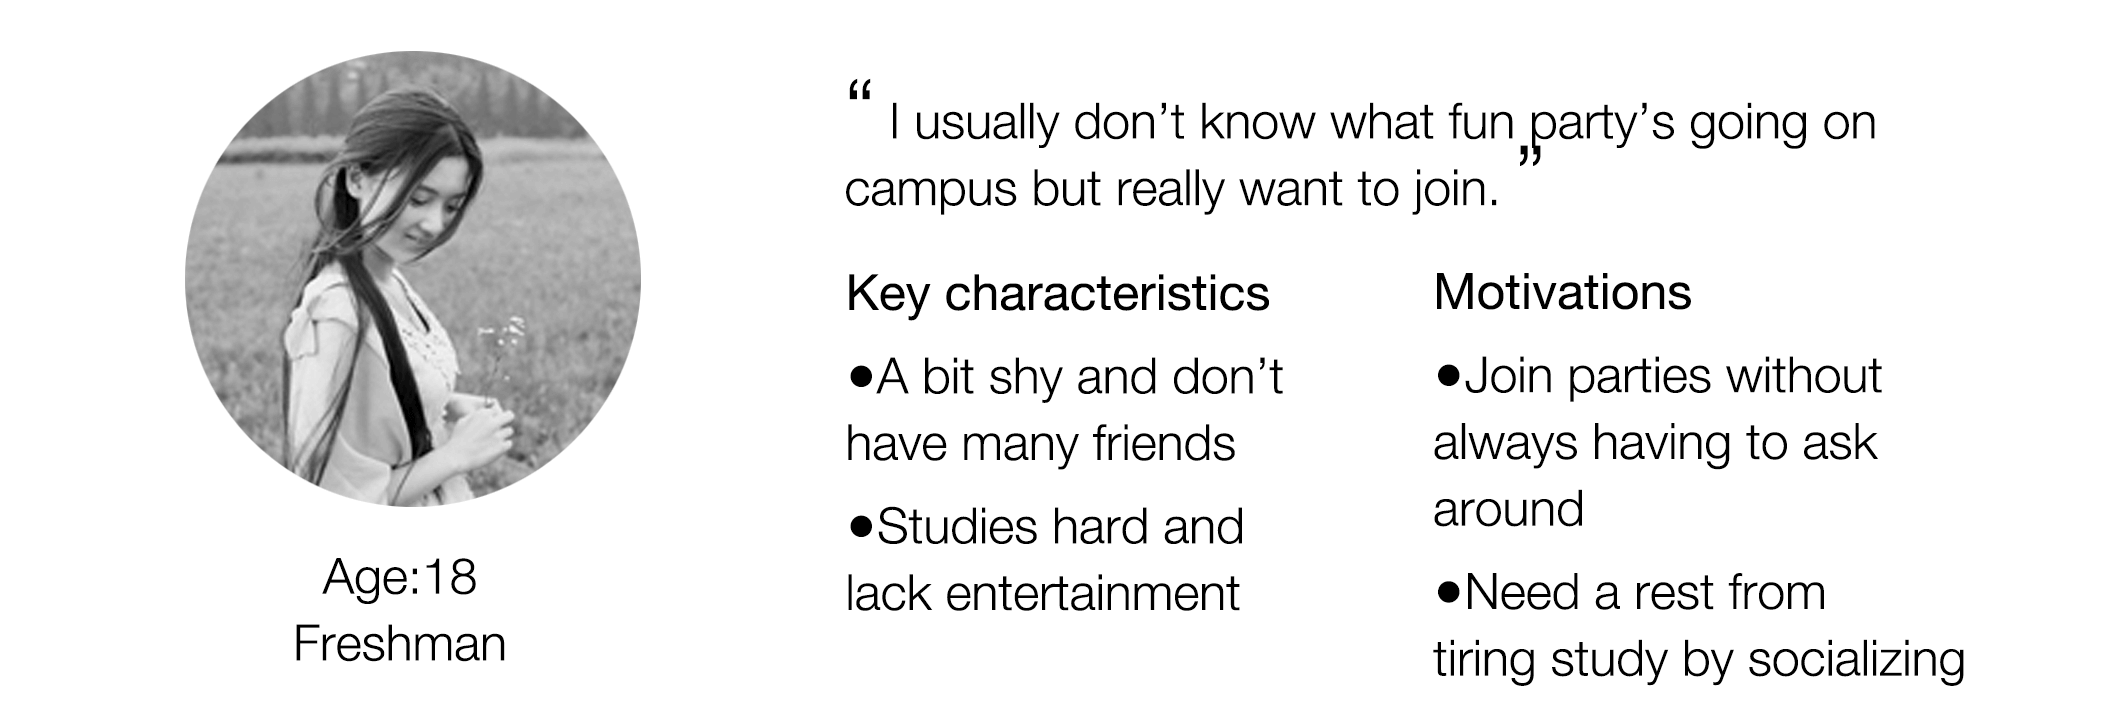 “ I usually don’t know what fun party’s going on
campus but really want to join. ”
Key characteristics
●A bit shy and don’t
have many friends
●Studies hard and
lack entertainment
Motivations
●Join parties without
always having to ask
around
●Need a rest from
tiring study by socializing
Age:18
Freshman